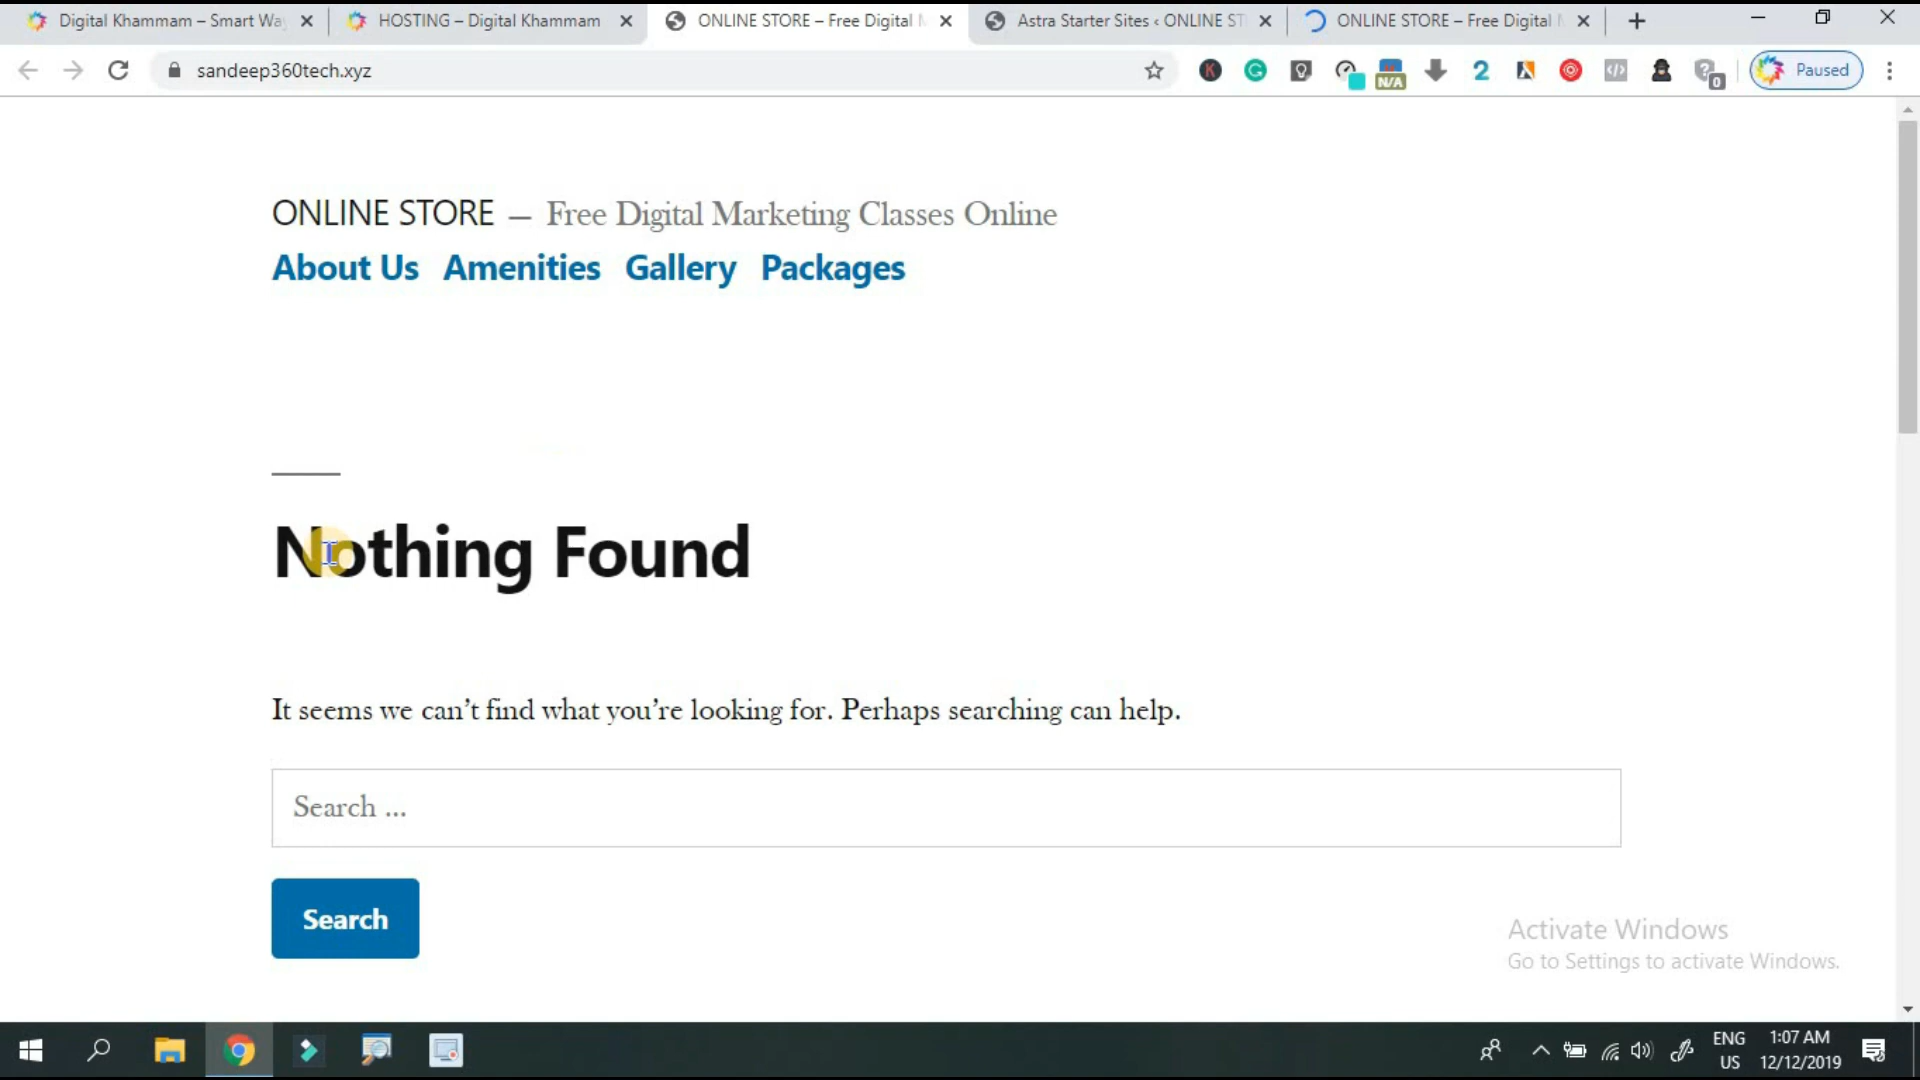 Digital Khammam – Smart Wa
HOSTING – Digital Khammam
ONLINE STORE – Free Digital
Astra Starter Sites ‹ ONLINE ST
ONLINE STORE – Free Digital
sandeep360tech.xyz
N/A
2
0
Paused
ONLINE STORE — Free Digital Marketing Classes Online
About Us Amenities Gallery Packages
Nothing Found
It seems we can’t find what you’re looking for. Perhaps searching can help.
Search ...
Search
Activate Windows
Go to Settings to activate Windows.
ENG
US
1:07 AM
12/12/2019